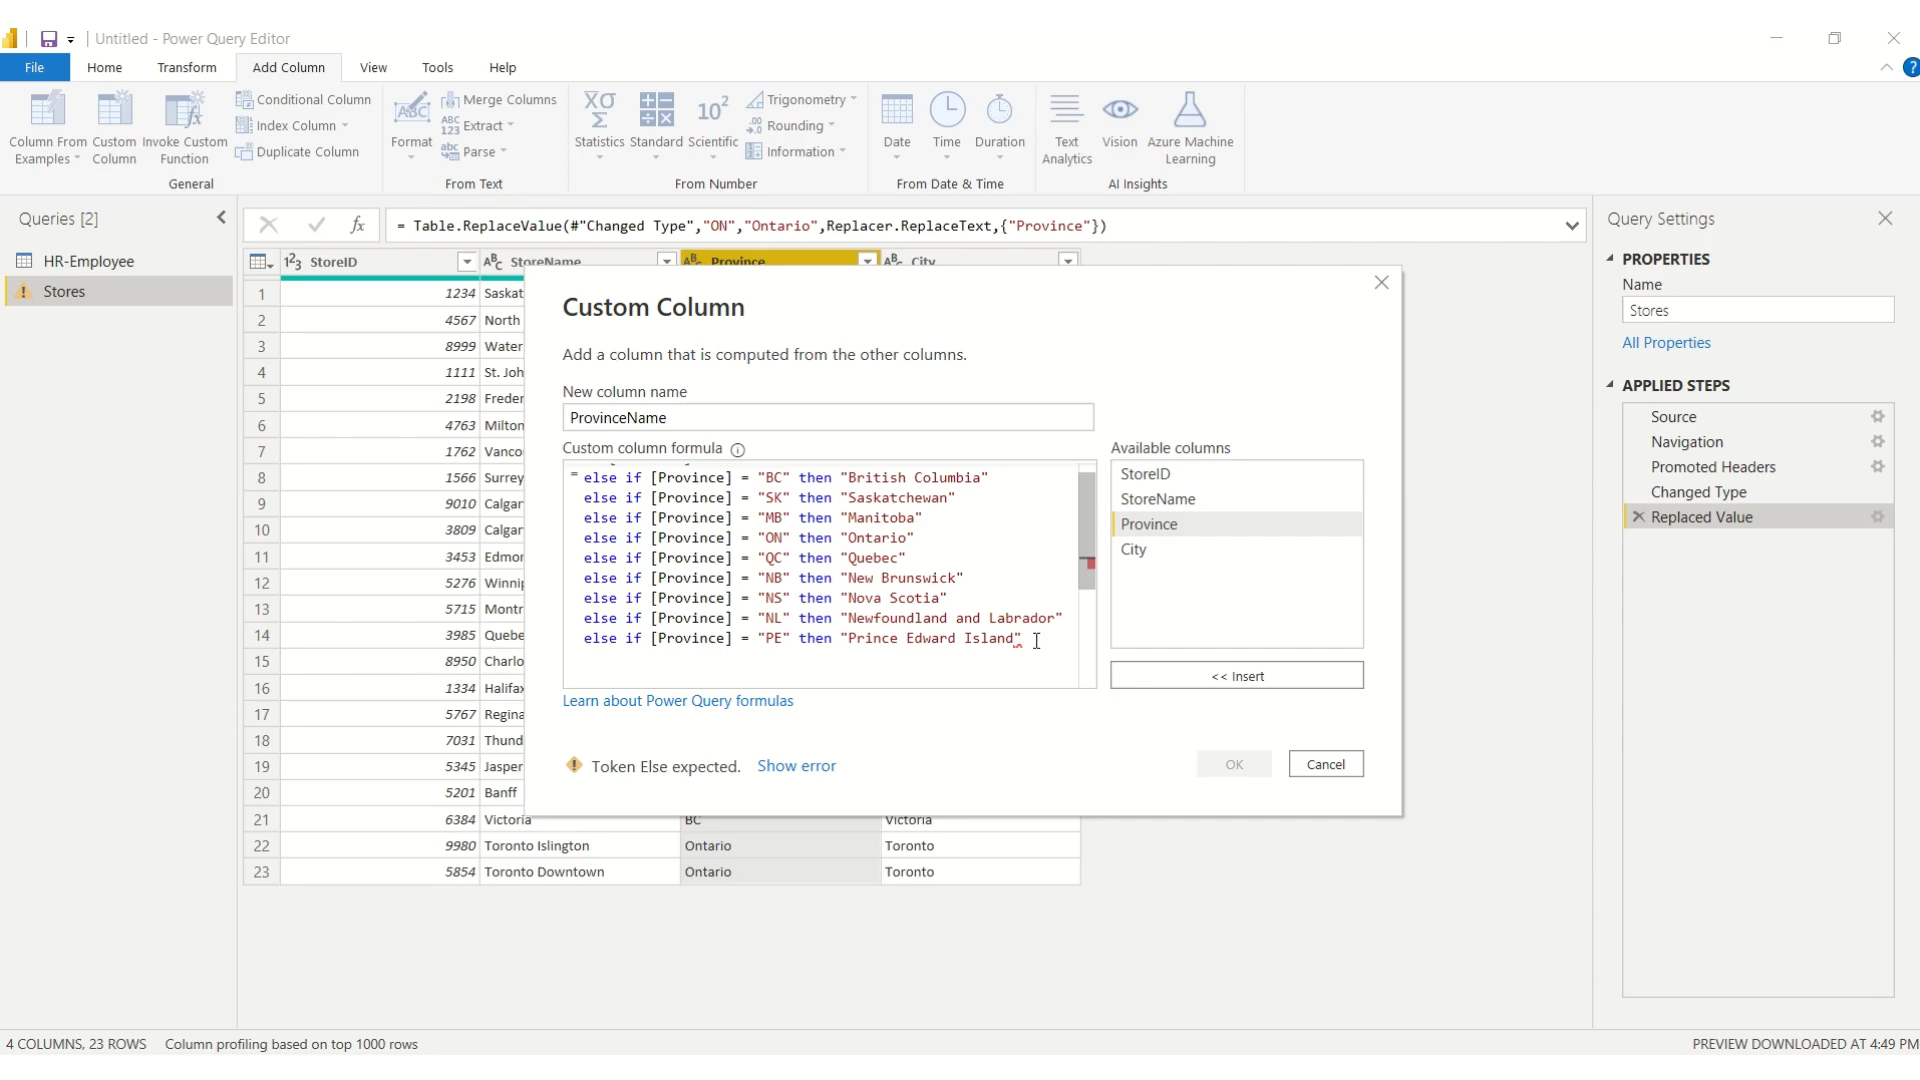 Untitled - Power Query Editor
File Home Transform Add Column View Tools Help
Column From Examples
Custom Column
Invoke Custom Function
Conditional Column
Index Column
Duplicate Column
General
Format
Merge Columns
Extract
Parse
From Text
Statistics
Standard
Scientific
Trigonometry
Rounding
Information
From Number
Date
Time
Duration
From Date & Time
Text Analytics
Vision
Azure Machine Learning
AI Insights
Queries [2]
HR-Employee
Stores
fx
= Table.ReplaceValue(#"Changed Type","ON","Ontario",Replacer.ReplaceText,{"Province"})
StoreID StoreName Province City
1 1234 Saskat
2 4567 North
3 8999 Water
4 1111 St. Joh
5 2198 Freder
6 4763 Milton
7 1762 Vanco
8 1566 Surrey
9 9010 Calgar
10 3809 Calgar
11 3453 Edmor
12 5276 Winnip
13 5715 Montr
14 3985 Quebe
15 8950 Charlo
16 1334 Halifax
17 5767 Regina
18 7031 Thund
19 5345 Jasper
20 5201 Banff
21 6384 Victoria BC Victoria
22 9980 Toronto Islington Ontario Toronto
23 5854 Toronto Downtown Ontario Toronto
Custom Column
Add a column that is computed from the other columns.
New column name
ProvinceName
Custom column formula
= else if [Province] = "BC" then "British Columbia"
else if [Province] = "SK" then "Saskatchewan"
else if [Province] = "MB" then "Manitoba"
else if [Province] = "ON" then "Ontario"
else if [Province] = "QC" then "Quebec"
else if [Province] = "NB" then "New Brunswick"
else if [Province] = "NS" then "Nova Scotia"
else if [Province] = "NL" then "Newfoundland and Labrador"
else if [Province] = "PE" then "Prince Edward Island"
Available columns
StoreID
StoreName
Province
City
<< Insert
Learn about Power Query formulas
Token Else expected. Show error
OK
Cancel
Query Settings
PROPERTIES
Name
Stores
All Properties
APPLIED STEPS
Source
Navigation
Promoted Headers
Changed Type
Replaced Value
4 COLUMNS, 23 ROWS Column profiling based on top 1000 rows
PREVIEW DOWNLOADED AT 4:49 PM